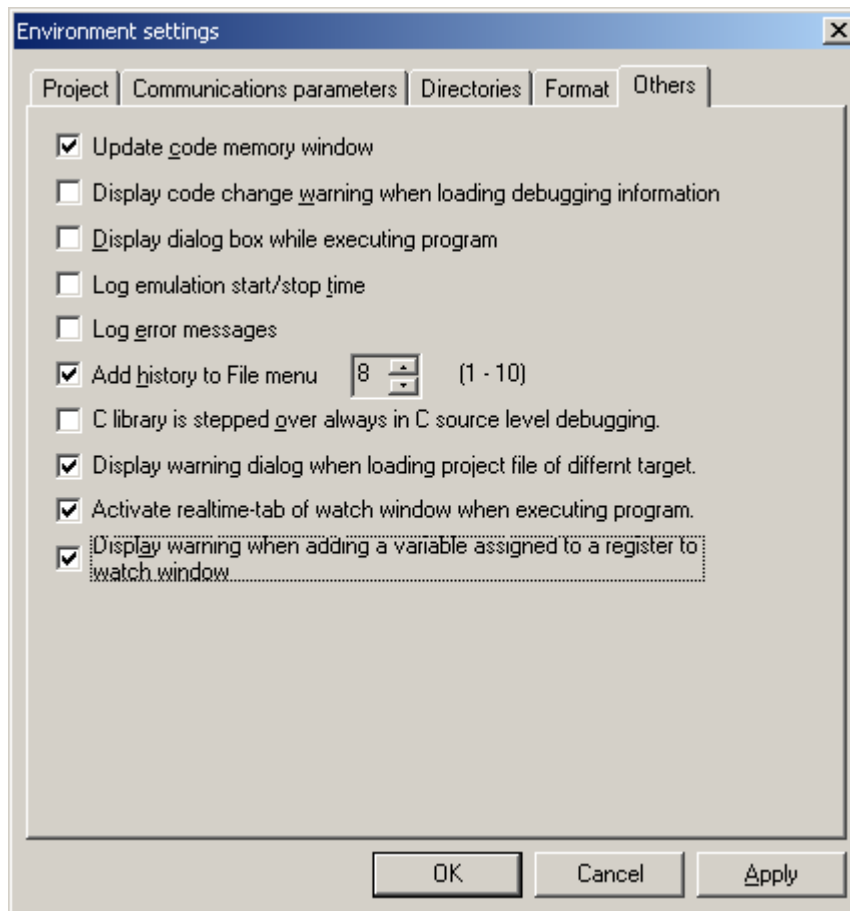 Environment settings
Project Communications parameters Directories Format Others
Update code memory window
Display code change warning when loading debugging information
Display dialog box while executing program
Log emulation start/stop time
Log error messages
Add history to File menu 8 (1 - 10)
C library is stepped over always in C source level debugging.
Display warning dialog when loading project file of differnt target.
Activate realtime-tab of watch window when executing program.
Display warning when adding a variable assigned to a register to
watch window
OK Cancel Apply